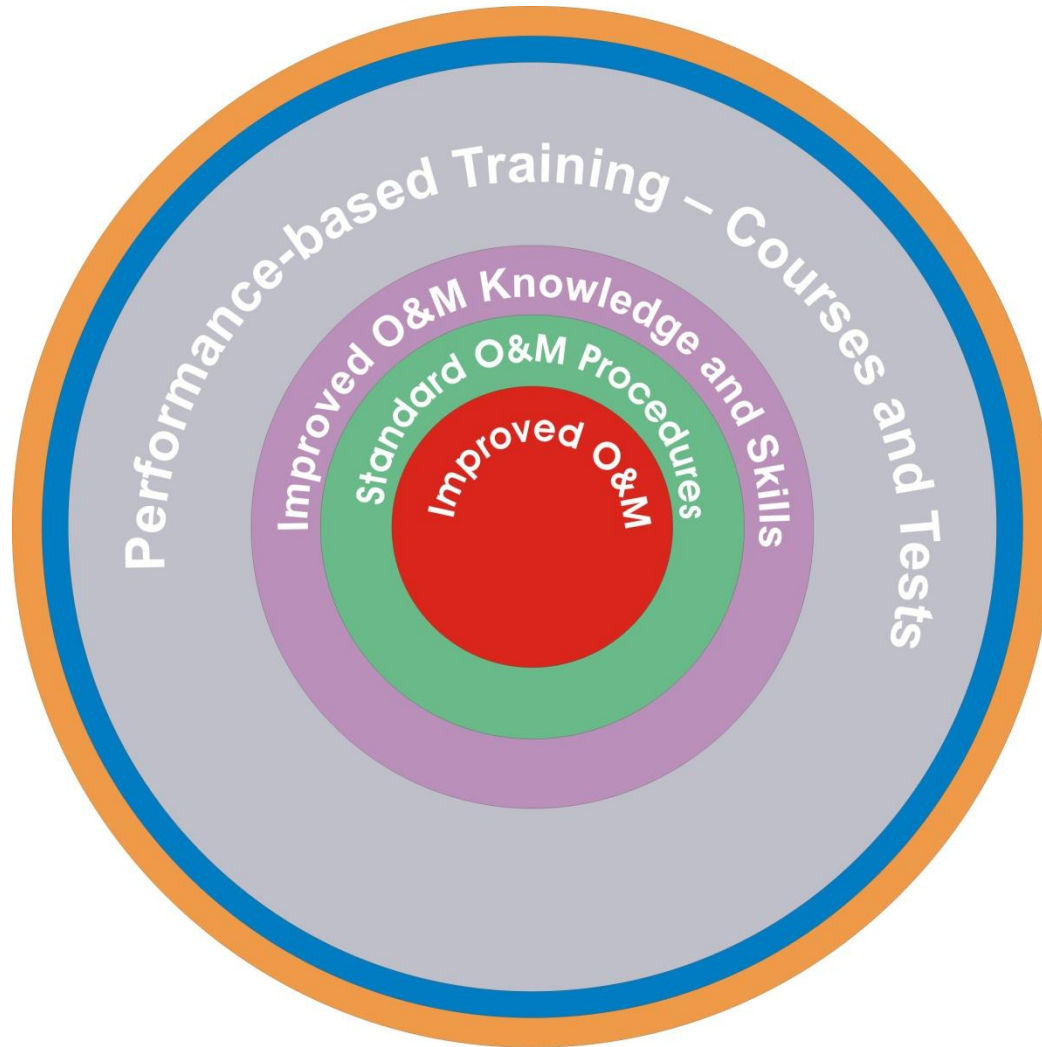 Performance-based Training – Courses and Tests
Improved O&M Knowledge and Skills
Standard O&M Procedures
Improved O&M